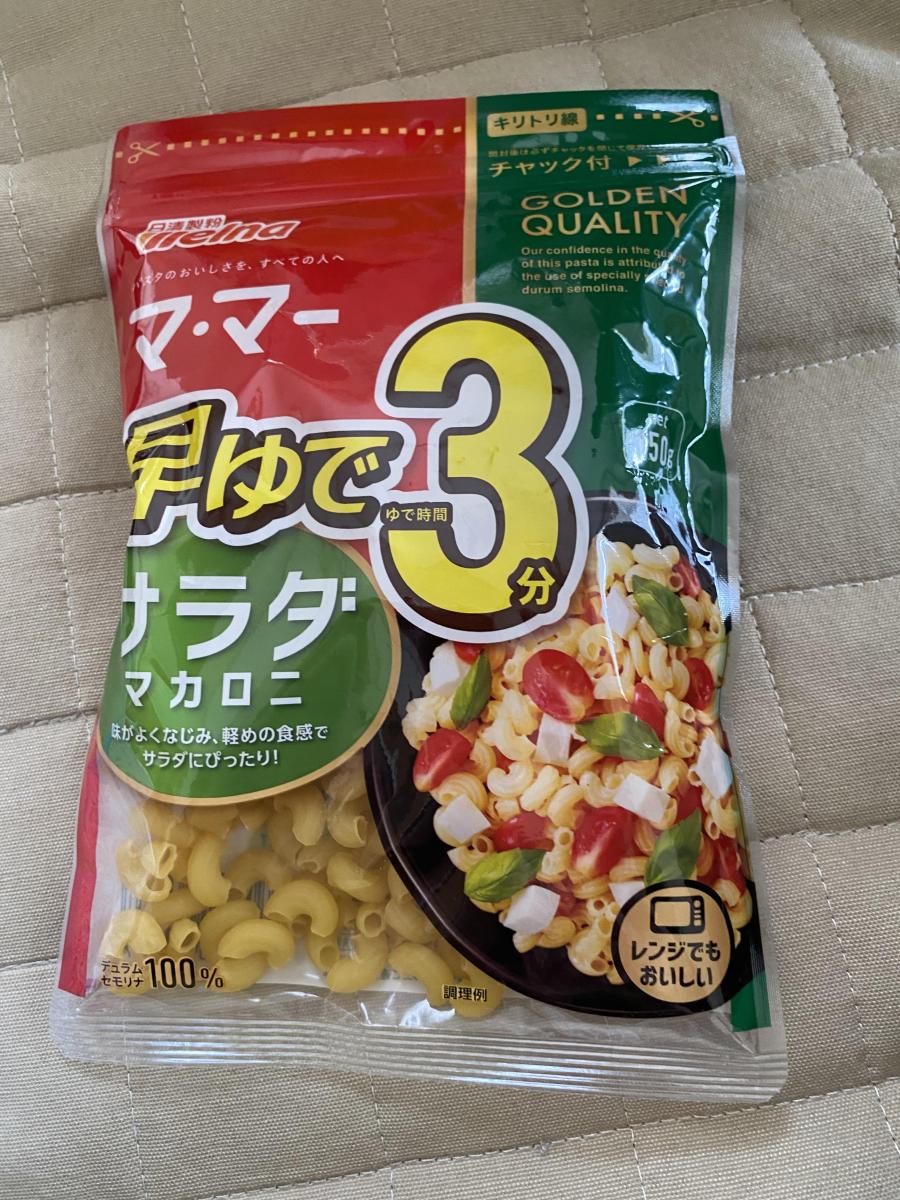 キリトリ線
チャック付
GOLDEN
QUALITY
Our confidence in the quality
of this pasta is attributed to
the use of specially
durum semolina.
日清製粉
Welna
パスタのおいしさを、すべての人へ
マ・マー
早ゆで
3分
ゆで時間
サラダ
マカロニ
味がよくなじみ、軽めの食感で
サラダにぴったり!
デュラム
セモリナ100%
調理例
レンジでも
おいしい